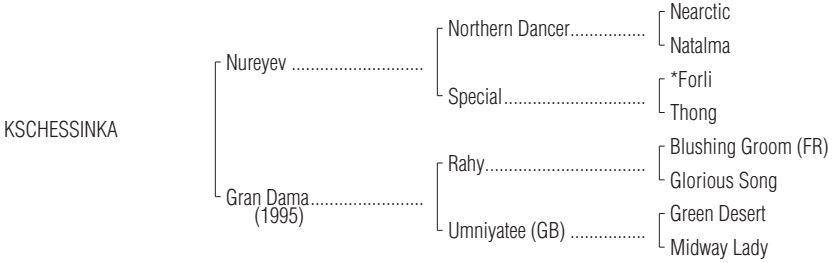 Northern Dancer................ Nearctic
Natalma
Nureyev ............................
Special.............................. *Forli
Thong
KSCHESSINKA
Rahy.................................. Blushing Groom (FR)
Glorious Song
Gran Dama........................
(1995)
Umniyatee (GB) ................ Green Desert
Midway Lady